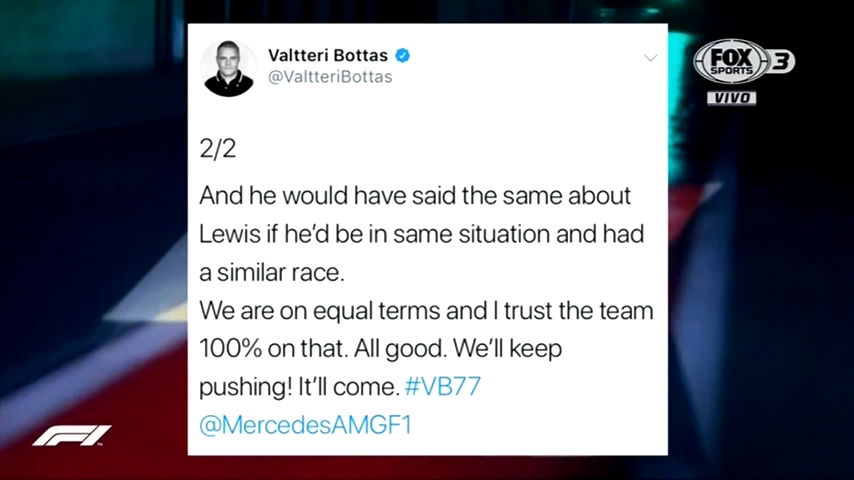 Valtteri Bottas
@ValtteriBottas
FOX
SPORTS
3
VIVO
2/2
And he would have said the same about
Lewis if he'd be in same situation and had
a similar race.
We are on equal terms and I trust the team
100% on that. All good. We'll keep
pushing! It'll come. #VB77
@MercedesAMGF1
F1